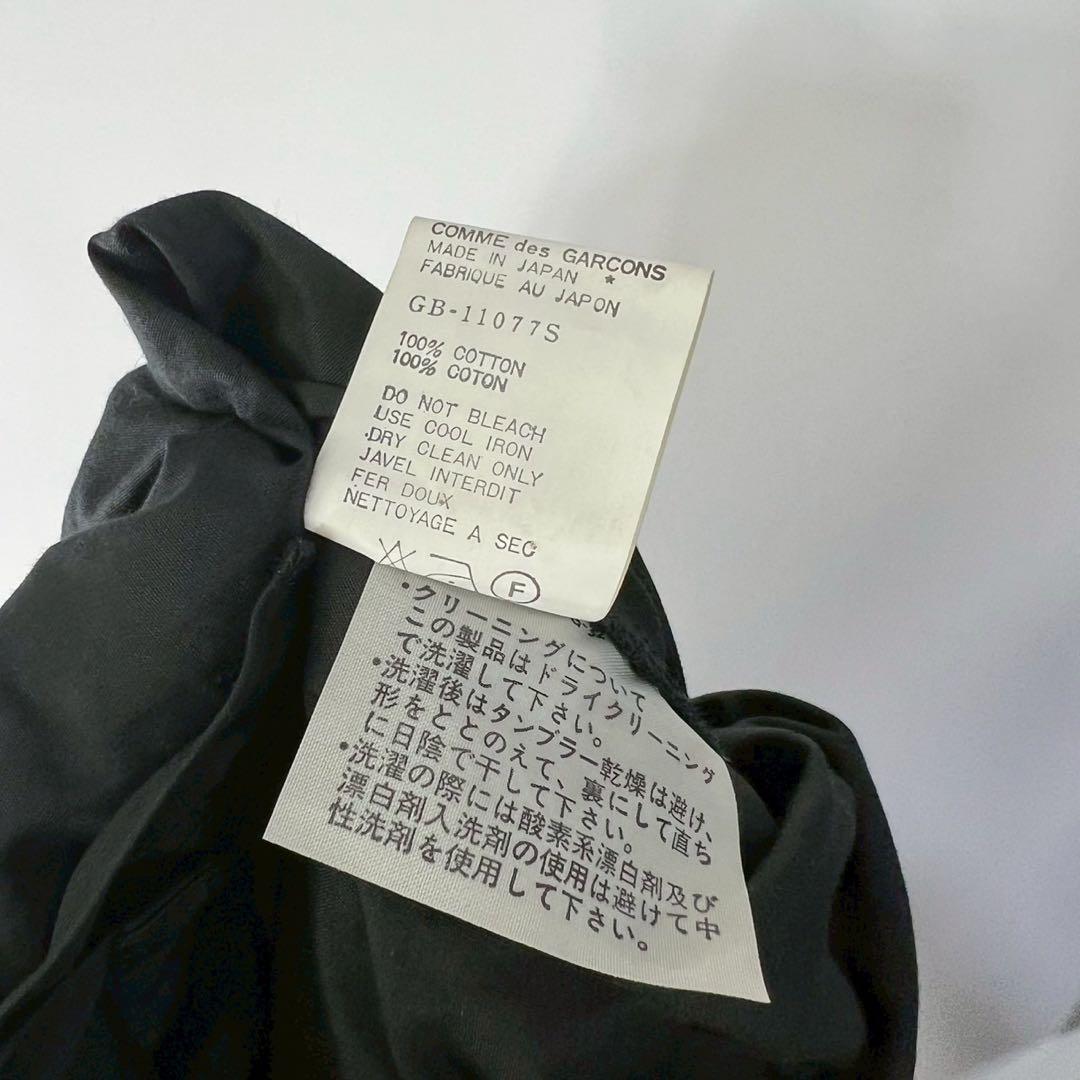 COMME des GARCONS
MADE IN JAPAN *
FABRIQUE AU JAPON
GB-11077S
100% COTTON
100% COTON
DO NOT BLEACH
USE COOL IRON
DRY CLEAN ONLY
JAVEL INTERDIT
FER DOUX
NETTOYAGE A SEC
F
・クリーニングについて
この製品はドライクリーニング
で洗濯して下さい。
・洗濯後はタンブラー乾燥は避け、
形をととのえて、裏にして直ち
に日陰で干して下さい。
・洗濯の際には酸素系漂白剤及び
漂白剤入洗剤の使用は避けて中
性洗剤を使用して下さい。